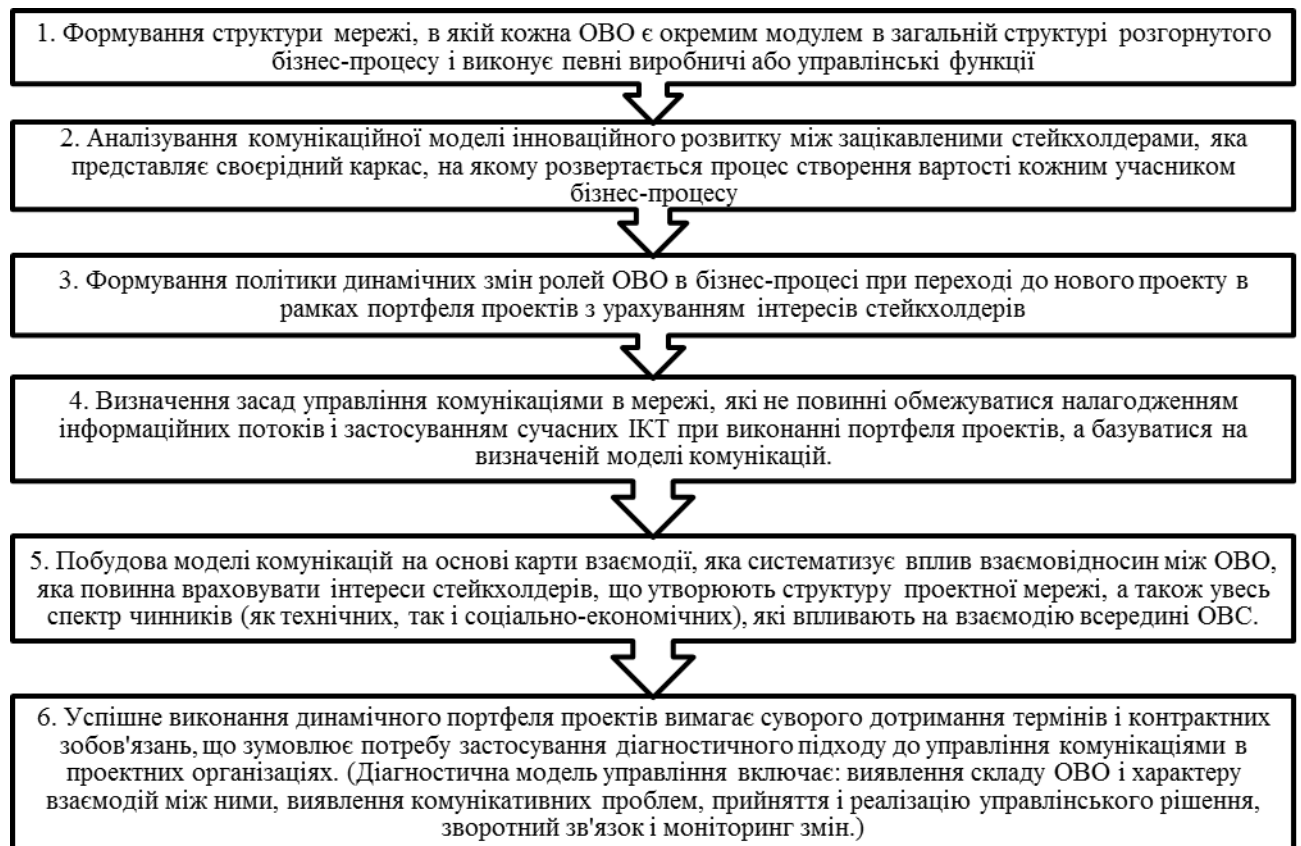 1. Формування структури мережі, в якій кожна ОВО є окремим модулем в загальній структурі розгорнутого
бізнес-процесу і виконує певні виробничі або управлінські функції
2. Аналізування комунікаційної моделі інноваційного розвитку між зацікавленими стейкхолдерами, яка
представляє своєрідний каркас, на якому розвертається процес створення вартості кожним учасником
бізнес-процесу
3. Формування політики динамічних змін ролей ОВО в бізнес-процесі при переході до нового проекту в
рамках портфеля проектів з урахуванням інтересів стейкхолдерів
4. Визначення засад управління комунікаціями в мережі, які не повинні обмежуватися налагодженням
інформаційних потоків і застосуванням сучасних ІКТ при виконанні портфеля проектів, а базуватися на
визначеній моделі комунікацій.
5. Побудова моделі комунікацій на основі карти взаємодії, яка систематизує вплив взаємовідносин між ОВО,
яка повинна враховувати інтереси стейкхолдерів, що утворюють структуру проектної мережі, а також увесь
спектр чинників (як технічних, так і соціально-економічних), які впливають на взаємодію всередині ОВС.
6. Успішне виконання динамічного портфеля проектів вимагає суворого дотримання термінів і контрактних
зобов'язань, що зумовлює потребу застосування діагностичного підходу до управління комунікаціями в
проектних організаціях. (Діагностична модель управління включає: виявлення складу ОВО і характеру
взаємодій між ними, виявлення комунікативних проблем, прийняття і реалізацію управлінського рішення,
зворотний зв'язок і моніторинг змін.)